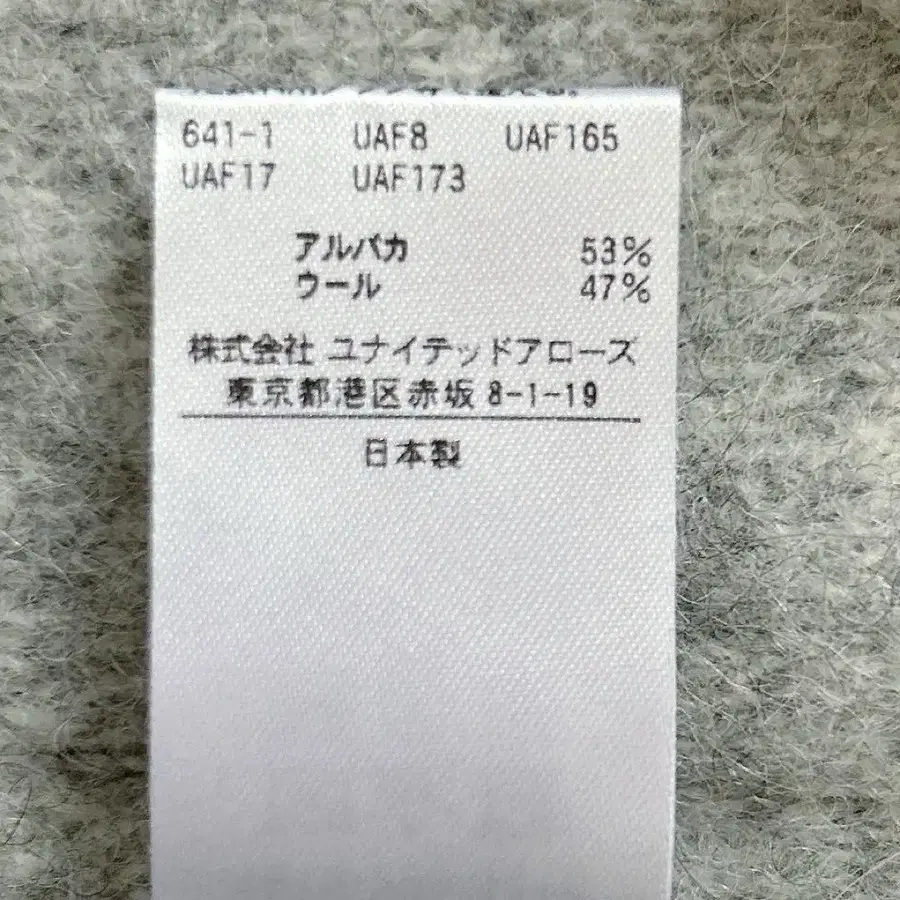 641-1 UAF8 UAF165
UAF17 UAF173
アルパカ 53%
ウール 47%
株式会社 ユナイテッドアローズ
東京都港区赤坂 8-1-19
日本製